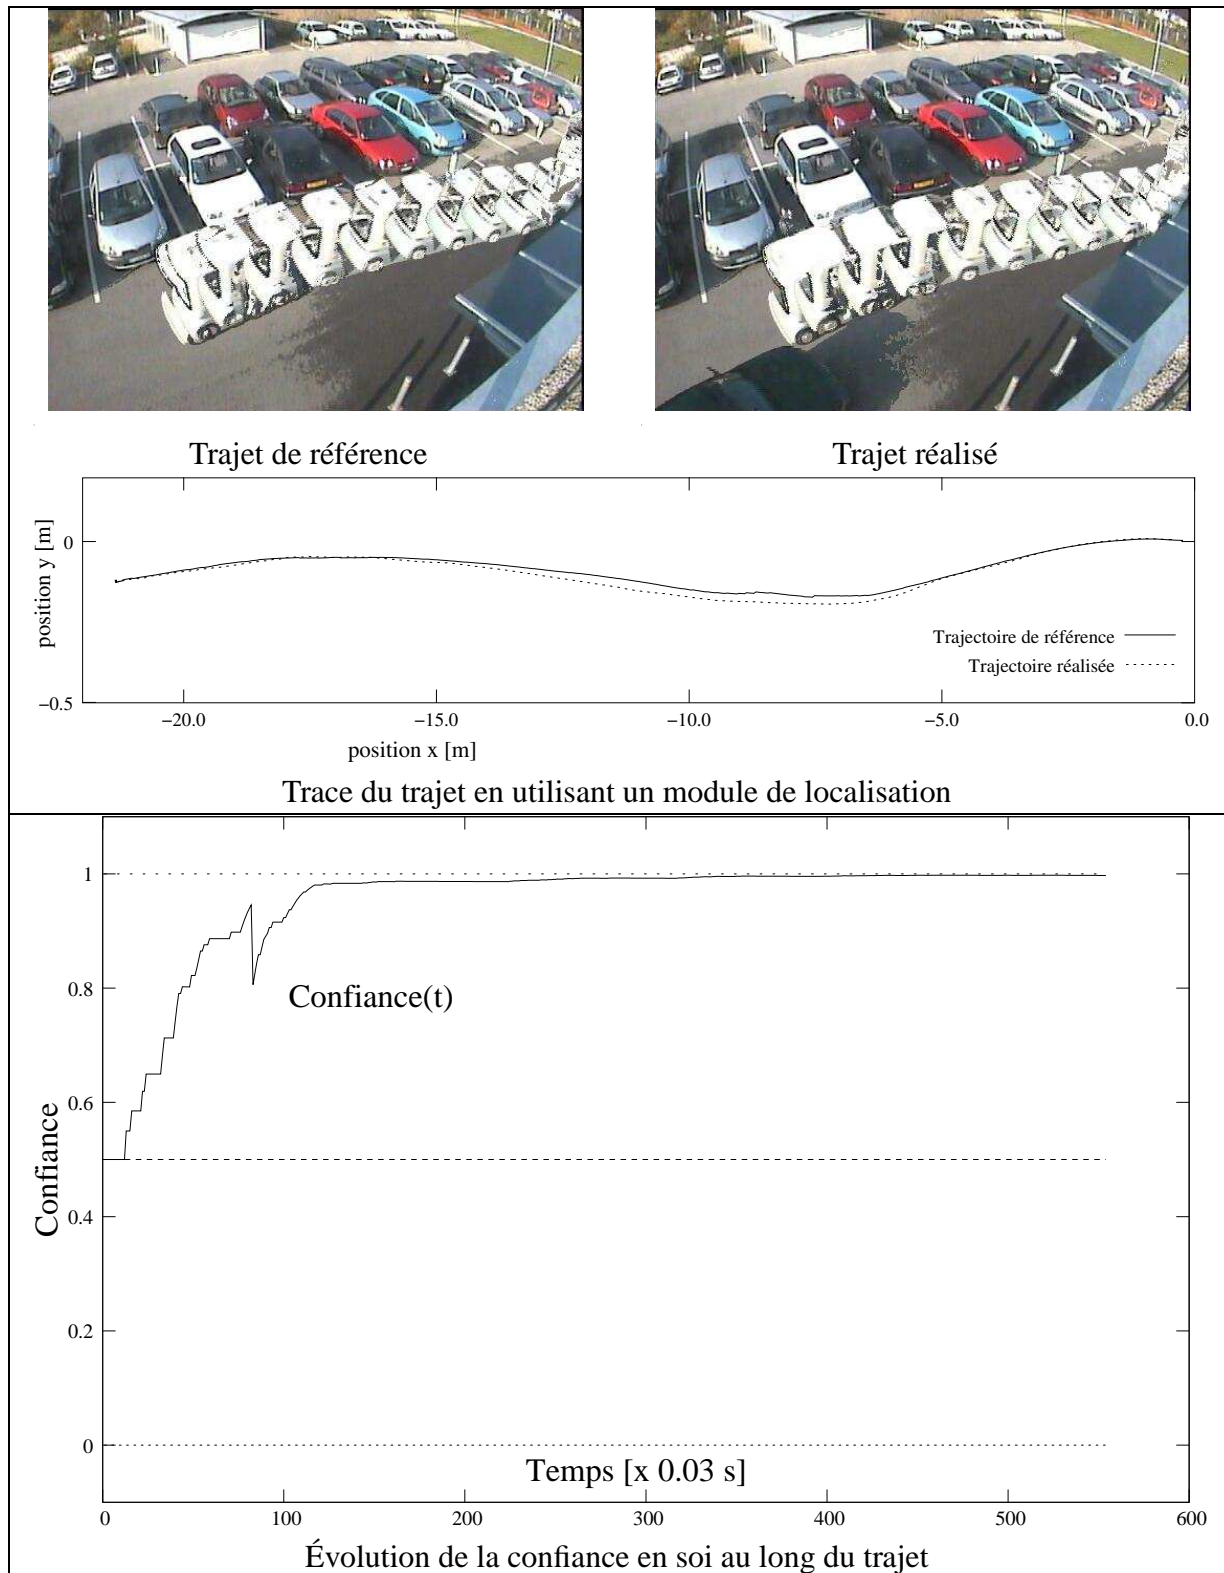 Trajet de référence
Trajet réalisé
position y [m]
0
−0.5
Trajectoire de référence
Trajectoire réalisée
−20.0
−15.0
−10.0
−5.0
0.0
position x [m]
Trace du trajet en utilisant un module de localisation
1
0.8
0.6
0.4
0.2
0
Confiance
Confiance(t)
Temps [x 0.03 s]
0
100
200
300
400
500
600
Évolution de la confiance en soi au long du trajet